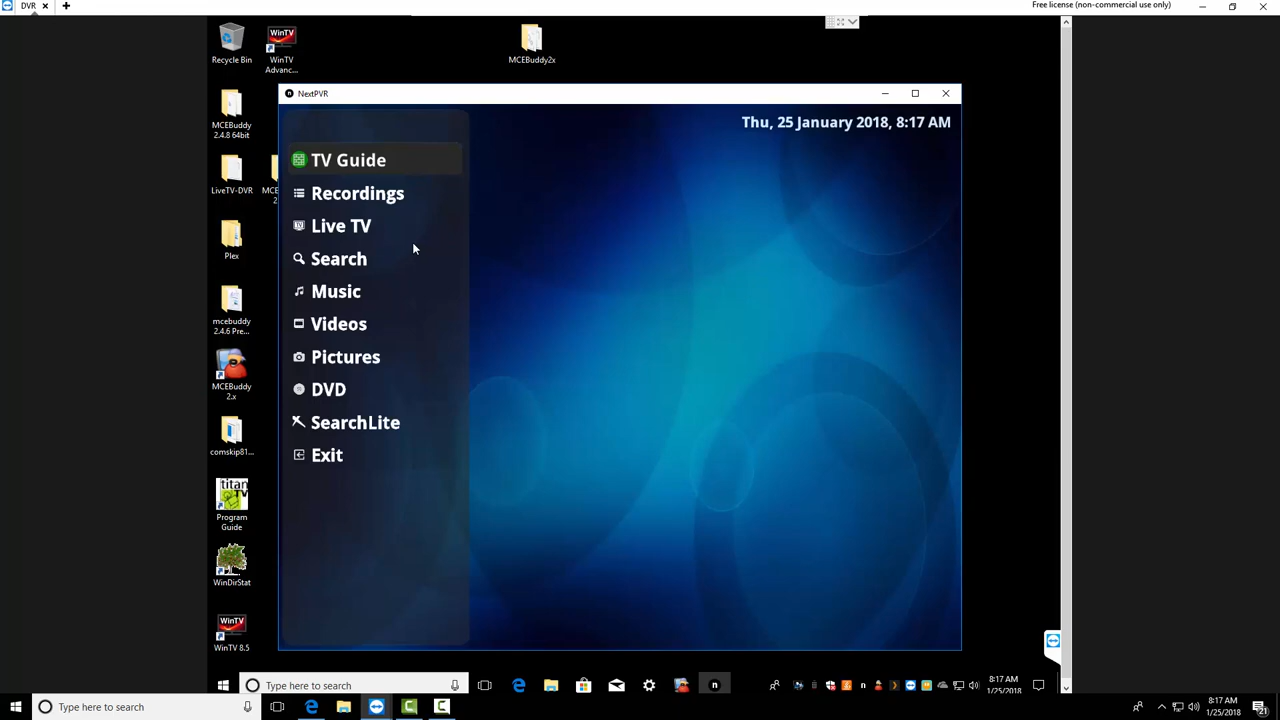 DVR
Free license (non-commercial use only)
Recycle Bin
WinTV
Advanc...
MCEBuddy2x
MCEBuddy
2.4.8 64bit
LiveTV-DVR
MC
2
Plex
mcebuddy
2.4.6 Pre...
MCEBuddy
2.x
comskip81...
titan
TV
Program
Guide
WinDirStat
WinTV
WinTV 8.5
NextPVR
Thu, 25 January 2018, 8:17 AM
TV Guide
Recordings
Live TV
Search
Music
Videos
Pictures
DVD
SearchLite
Exit
Type here to search
8:17 AM
1/25/2018
Type here to search
8:17 AM
1/25/2018
21